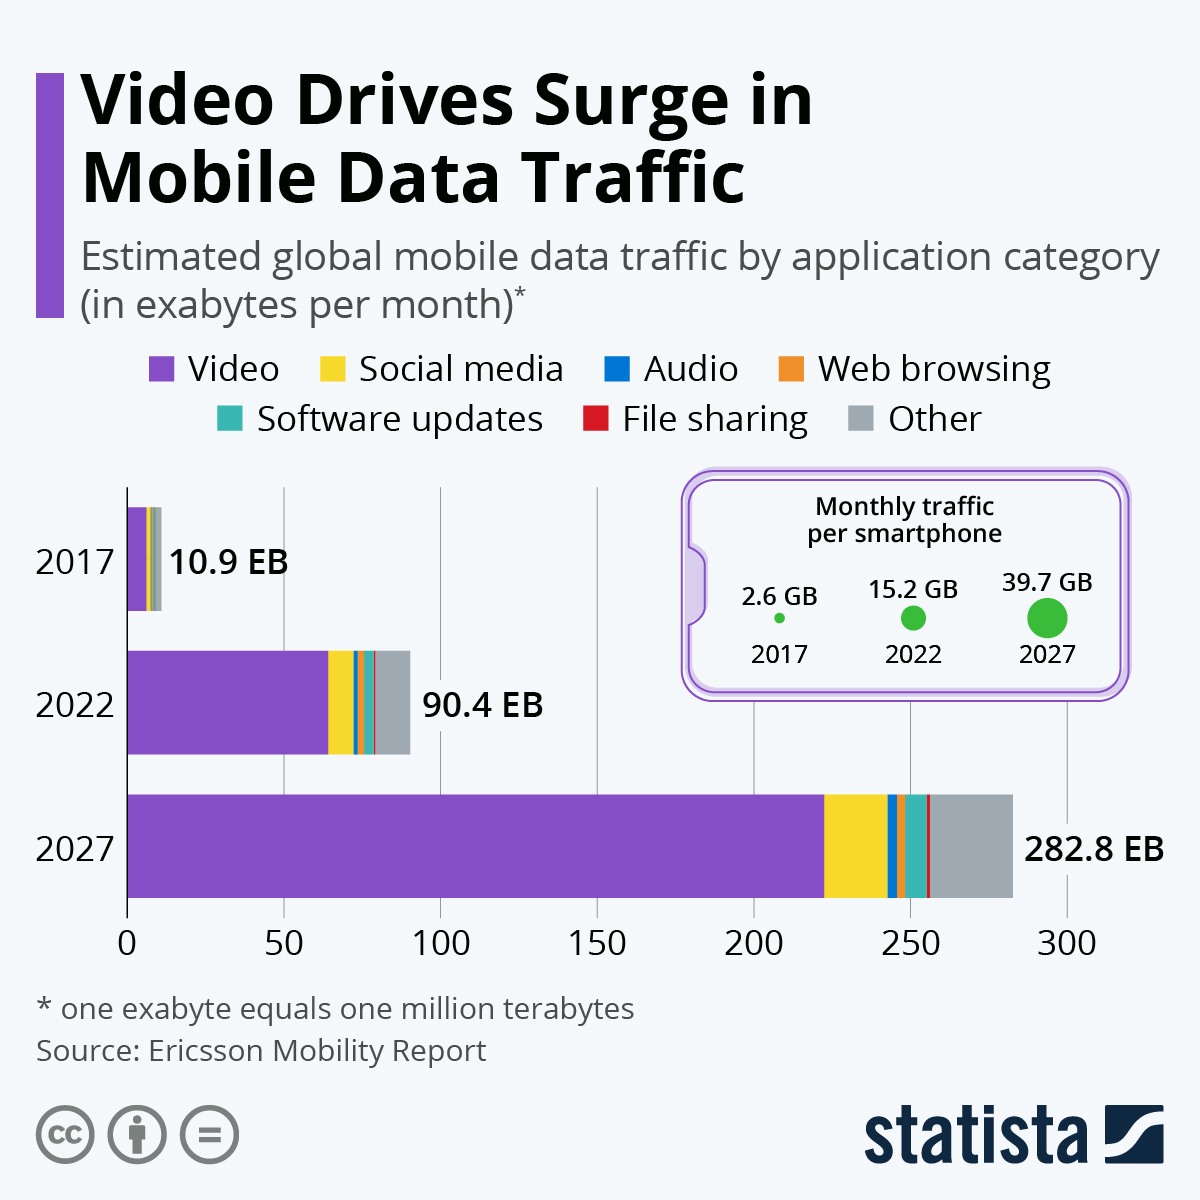 Video Drives Surge in
Mobile Data Traffic
Estimated global mobile data traffic by application category
(in exabytes per month)*
Video Social media Audio Web browsing
Software updates File sharing Other
Monthly traffic
per smartphone
2.6 GB 15.2 GB 39.7 GB
2017 2022 2027
2017 10.9 EB
2022 90.4 EB
2027 282.8 EB
0 50 100 150 200 250 300
* one exabyte equals one million terabytes
Source: Ericsson Mobility Report
cc =
statista